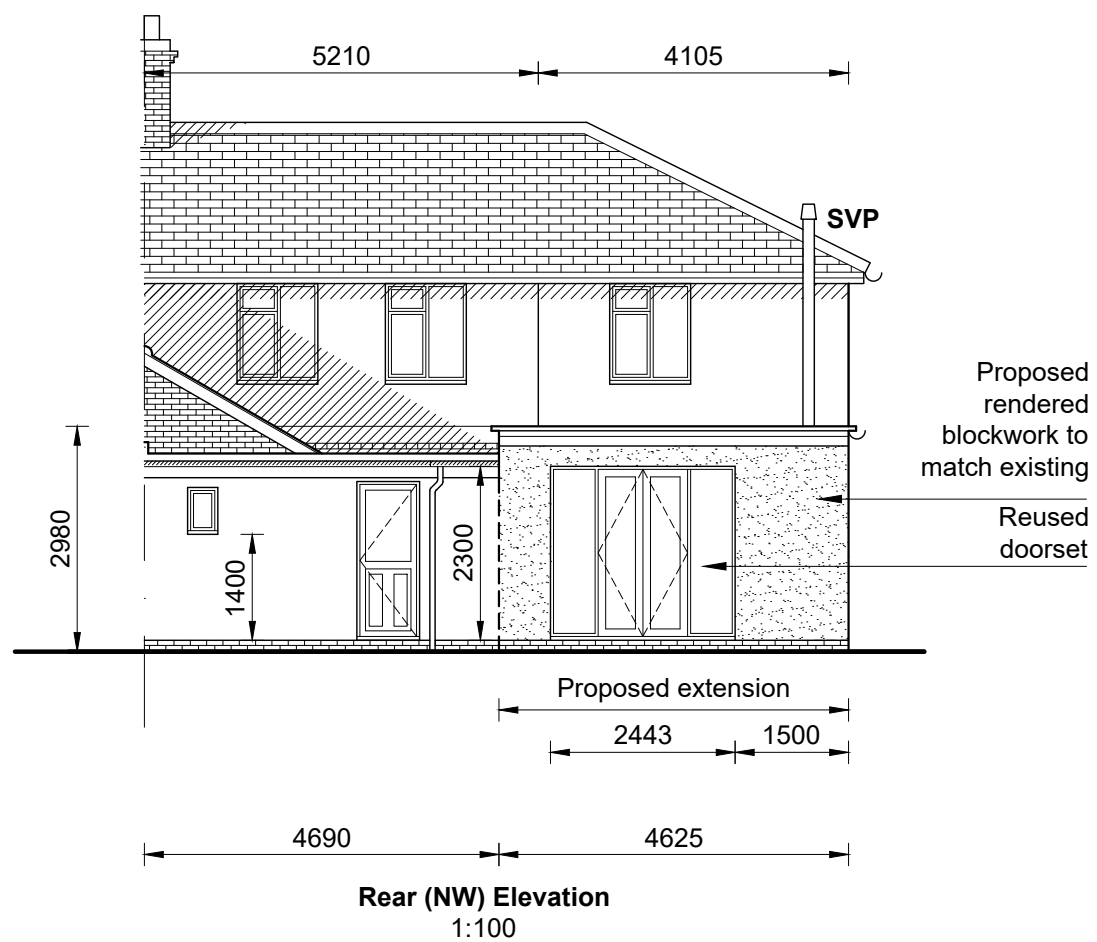 5210
4105
SVP
Proposed
rendered
blockwork to
match existing
Reused
doorset
2980
1400
2300
Proposed extension
2443
1500
4690
4625
Rear (NW) Elevation
1:100